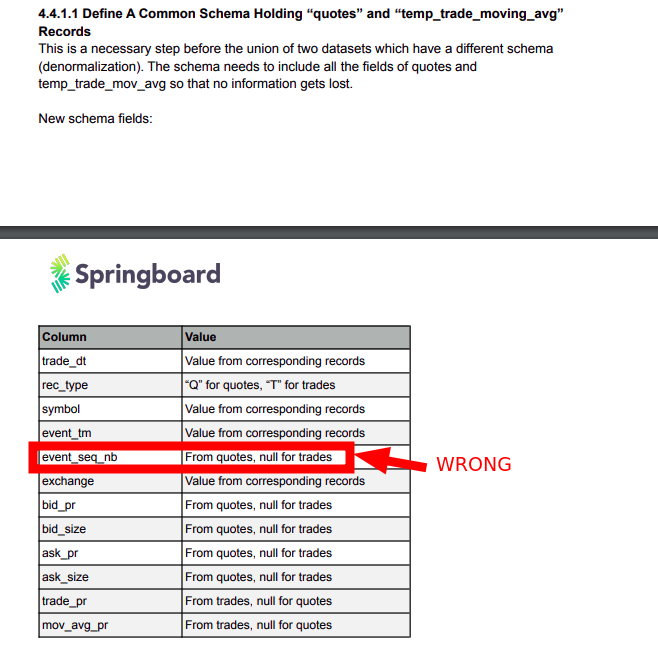 4.4.1.1 Define A Common Schema Holding “quotes” and “temp_trade_moving_avg”
Records
This is a necessary step before the union of two datasets which have a different schema
(denormalization). The schema needs to include all the fields of quotes and
temp_trade_mov_avg so that no information gets lost.
New schema fields:
Springboard
Column Value
trade_dt Value from corresponding records
rec_type “Q” for quotes, “T” for trades
symbol Value from corresponding records
event_tm Value from corresponding records
event_seq_nb From quotes, null for trades WRONG
exchange Value from corresponding records
bid_pr From quotes, null for trades
bid_size From quotes, null for trades
ask_pr From quotes, null for trades
ask_size From quotes, null for trades
trade_pr From trades, null for quotes
mov_avg_pr From trades, null for quotes